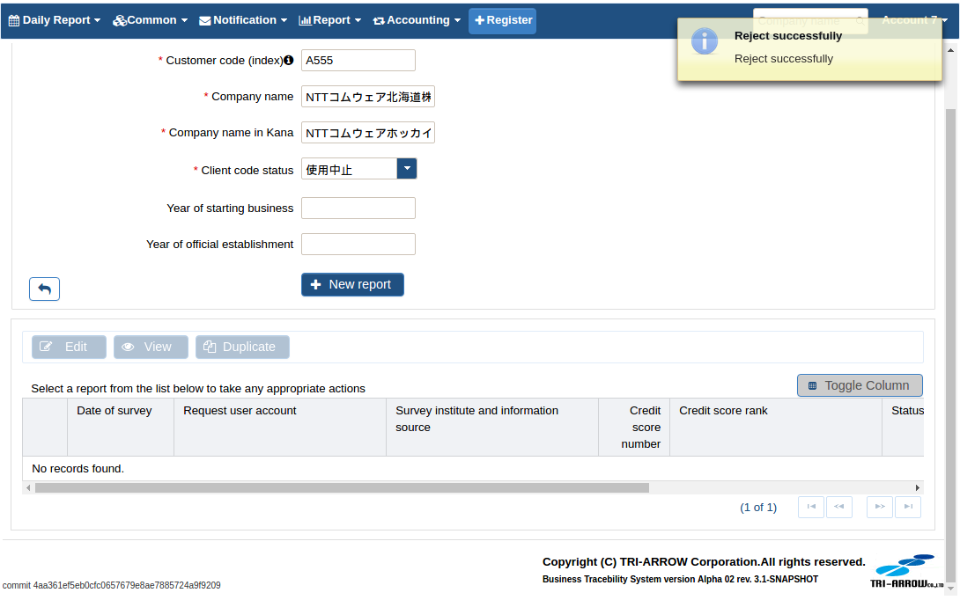 Daily Report Common Notification Report Accounting Register Company name Account 7
Reject successfully
Reject successfully
* Customer code (index) A555
* Company name NTTコムウェア北海道株
* Company name in Kana NTTコムウェアホッカイ
* Client code status 使用中止
Year of starting business
Year of official establishment
New report
Edit View Duplicate
Select a report from the list below to take any appropriate actions
Toggle Column
Date of survey Request user account Survey institute and information source Credit score number Credit score rank Status
No records found.
(1 of 1)
Copyright (C) TRI-ARROW Corporation.All rights reserved.
Business Tracebility System version Alpha 02 rev. 3.1-SNAPSHOT
TRI-ARROW Co.,LTD
commit 4aa361ef5eb0cfc0657679e8ae7885724a9f9209